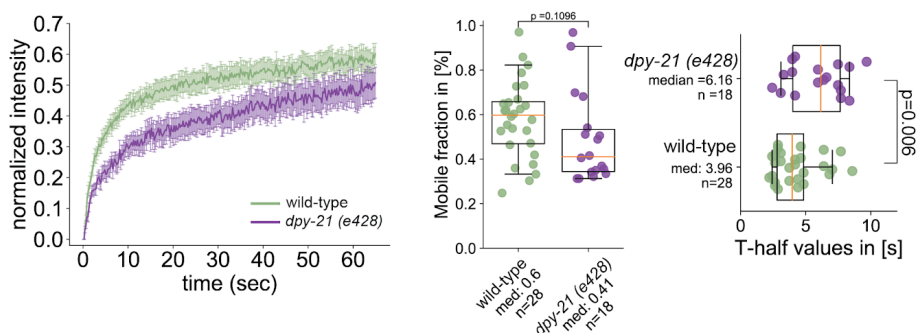 normalized intensity
0.7
0.6
0.5
0.4
0.3
0.2
0.1
0.0
0 10 20 30 40 50 60
time (sec)
wild-type
dpy-21 (e428)
p =0.1096
Mobile fraction in [%]
1.0
0.8
0.6
0.4
0.2
0.0
wild-type
med: 0.6
n=28
dpy-21 (e428)
med: 0.41
n=18
dpy-21 (e428)
median =6.16
n =18
wild-type
med: 3.96
n=28
p=0.006
0 5 10
T-half values in [s]